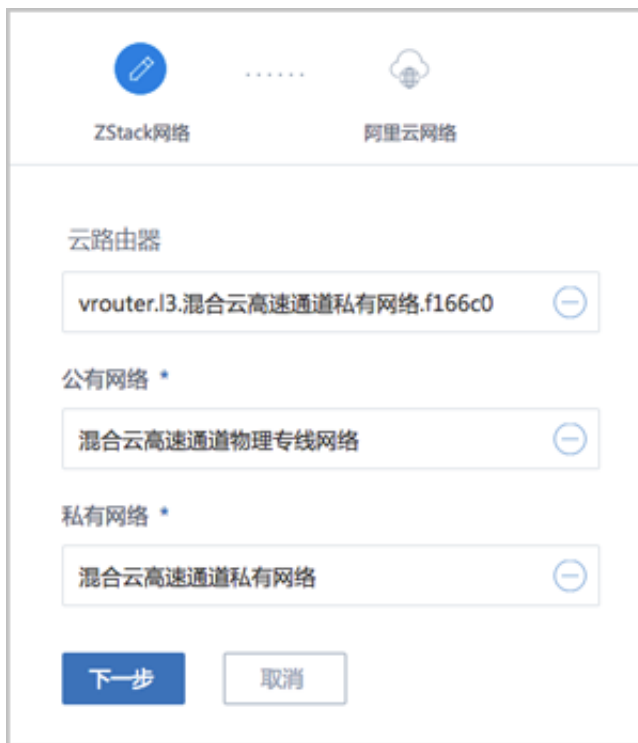 ZStack网络
阿里云网络
云路由器
vrouter.l3.混合云高速通道私有网络.f166c0
公有网络 *
混合云高速通道物理专线网络
私有网络 *
混合云高速通道私有网络
下一步
取消